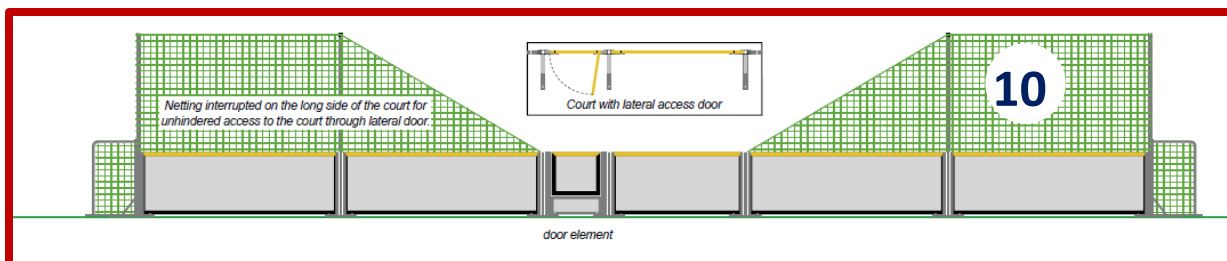 Netting interrupted on the long side of the court for
unhindered access to the court through lateral door.
Court with lateral access door
10
door element